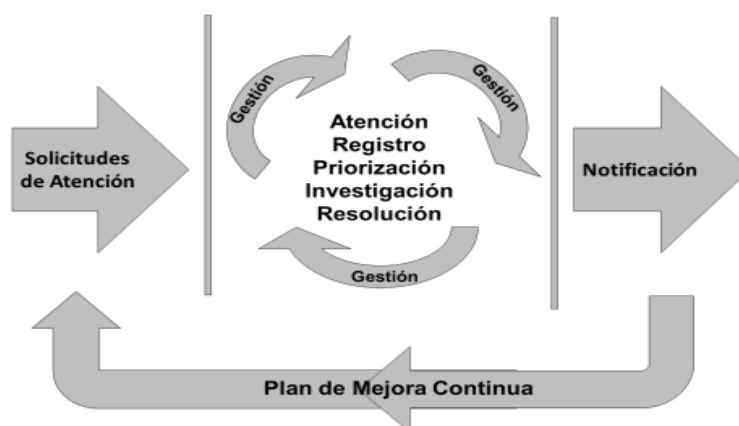 Solicitudes
de Atención
Gestión
Gestión
Atención
Registro
Priorización
Investigación
Resolución
Gestión
Notificación
Plan de Mejora Continua